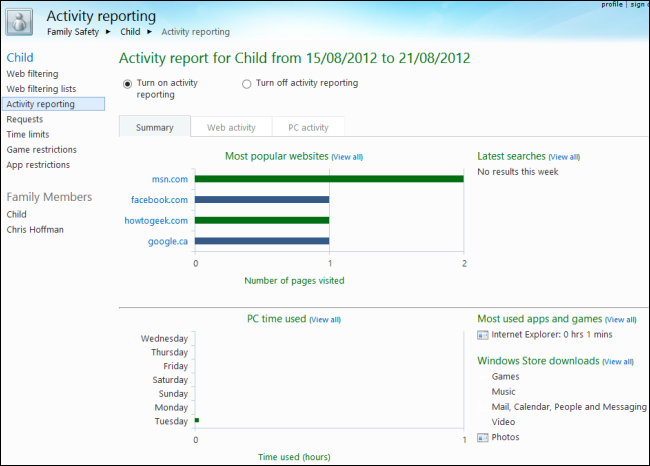 profile | sign
Activity reporting
Family Safety ▸ Child ▸ Activity reporting
Child
Web filtering
Web filtering lists
Activity reporting
Requests
Time limits
Game restrictions
App restrictions
Family Members
Child
Chris Hoffman
Activity report for Child from 15/08/2012 to 21/08/2012
Turn on activity
reporting
Turn off activity reporting
Summary
Web activity
PC activity
Most popular websites (View all)
msn.com
facebook.com
howtogeek.com
google.ca
0 1 2
Number of pages visited
Latest searches (View all)
No results this week
PC time used (View all)
Wednesday
Thursday
Friday
Saturday
Sunday
Monday
Tuesday
0 1
Time used (hours)
Most used apps and games (View all)
Internet Explorer: 0 hrs 1 mins
Windows Store downloads (View all)
Games
Music
Mail, Calendar, People and Messaging
Video
Photos